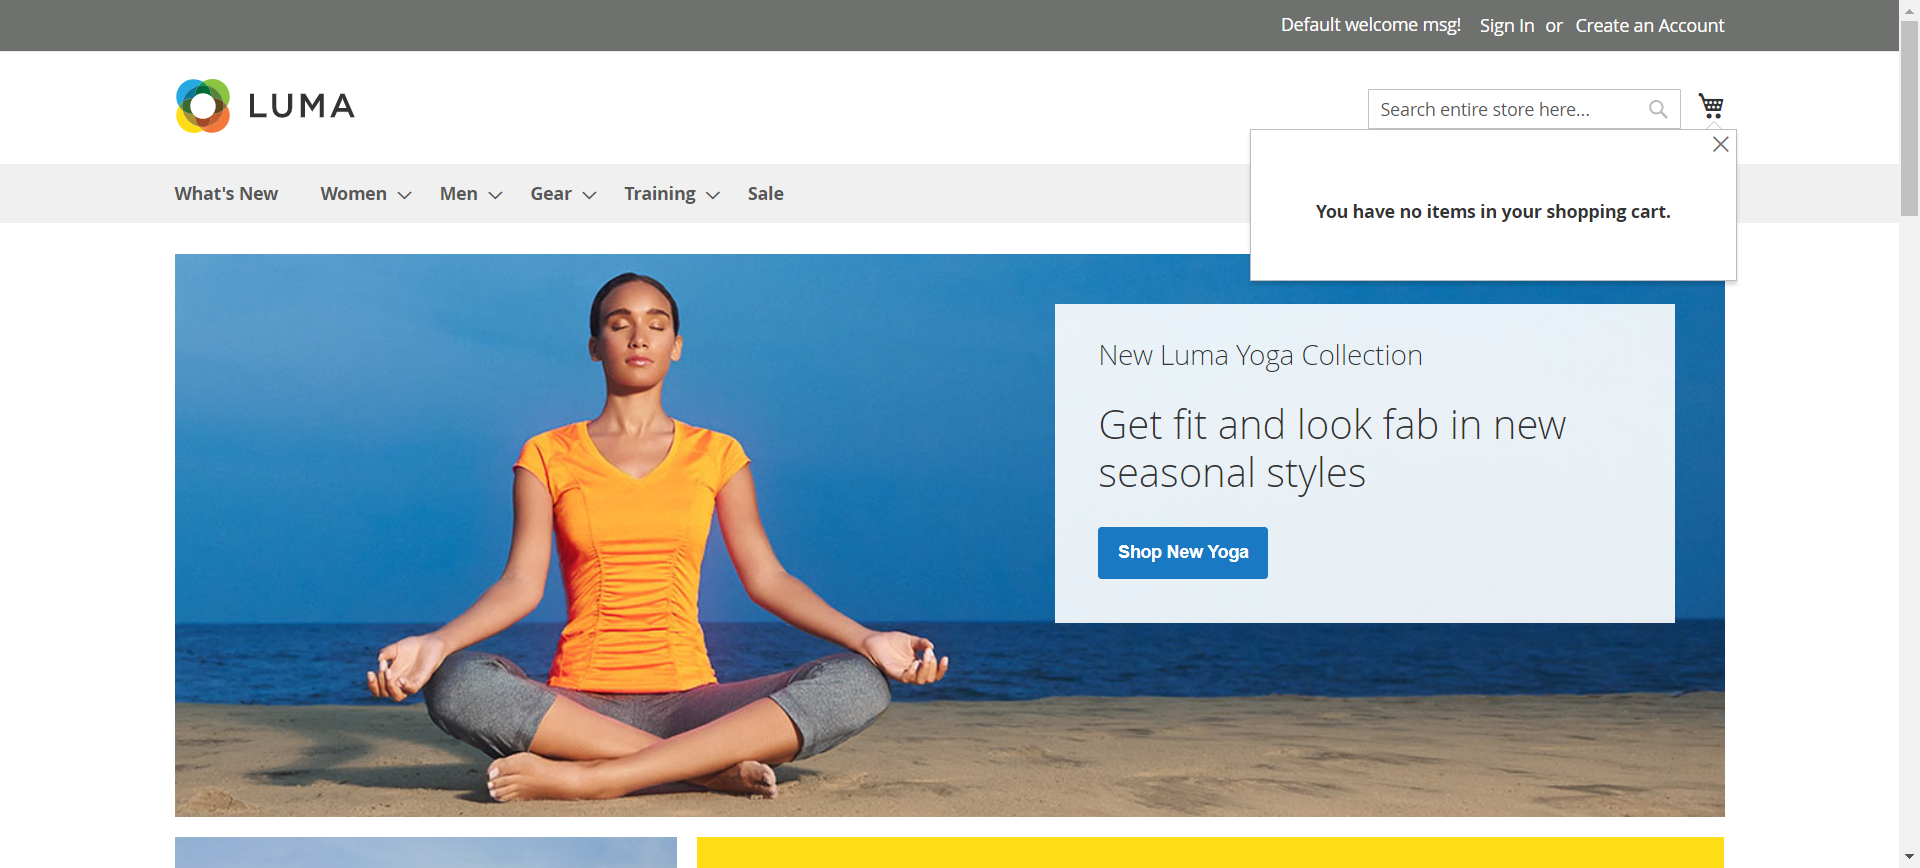 Default welcome msg! Sign In or Create an Account
LUMA
Search entire store here...
What's New Women Men Gear Training Sale
You have no items in your shopping cart.
New Luma Yoga Collection
Get fit and look fab in new
seasonal styles
Shop New Yoga